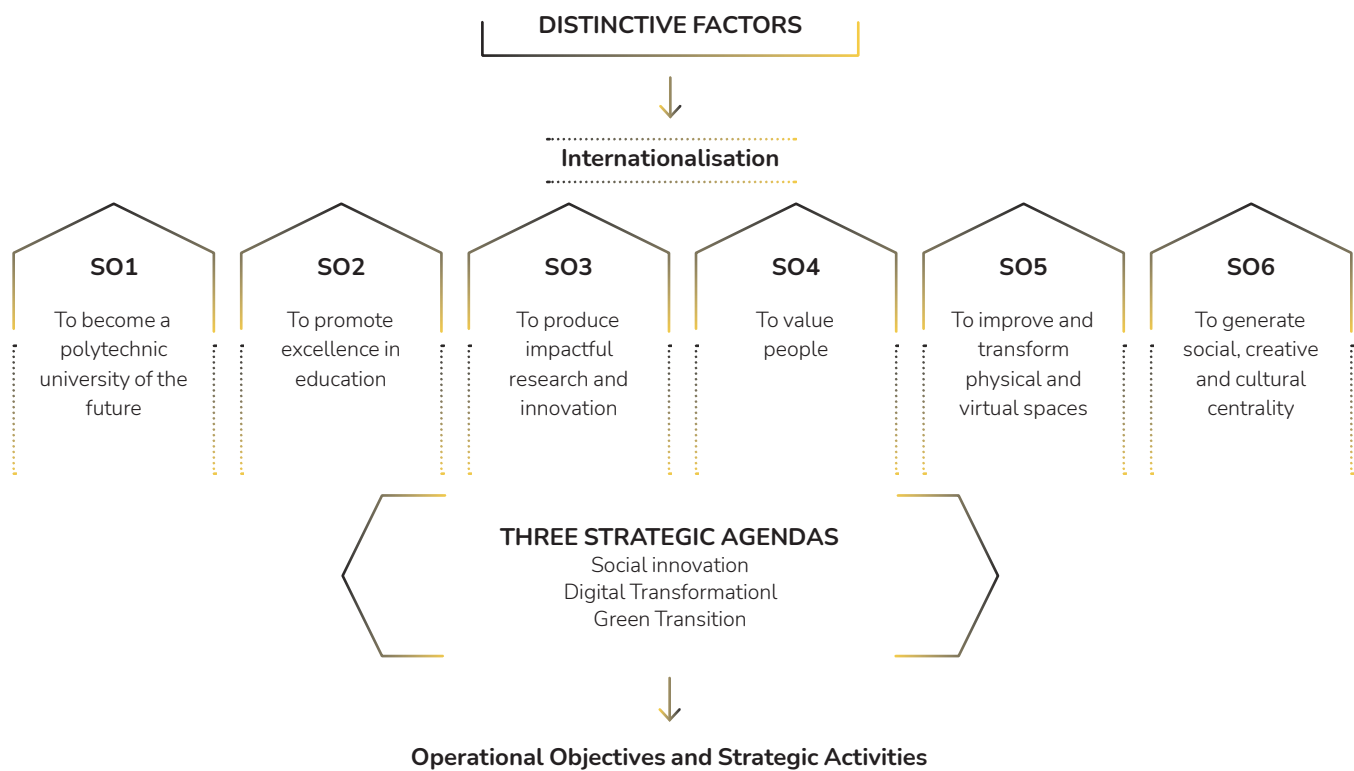 DISTINCTIVE FACTORS
Internationalisation
SO1
To become a
polytechnic
university of the
future
SO2
To promote
excellence in
education
SO3
To produce
impactful
research and
innovation
SO4
To value
people
SO5
To improve and
transform
physical and
virtual spaces
SO6
To generate
social, creative
and cultural
centrality
THREE STRATEGIC AGENDAS
Social innovation
Digital Transformationl
Green Transition
Operational Objectives and Strategic Activities